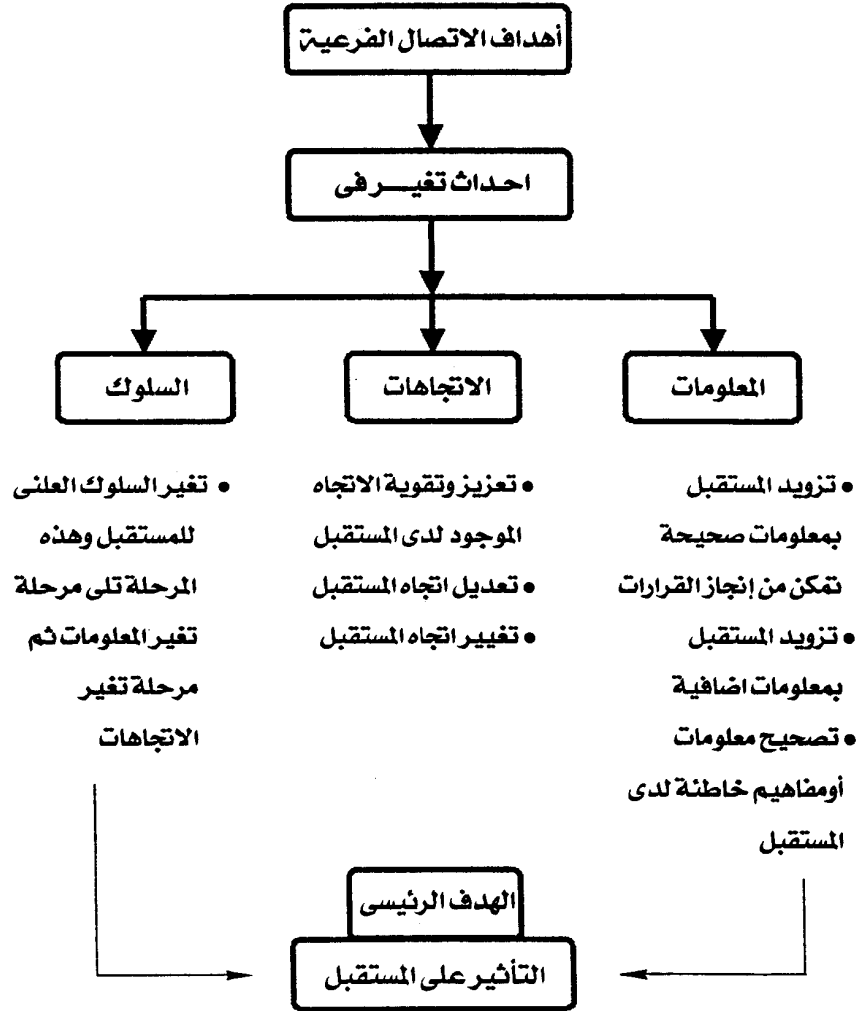 أهداف الاتصال الفرعية
احداث تغير فى
المعلومات
الاتجاهات
السلوك
• تزويد المستقبل
بمعلومات صحيحة
تمكن من إنجاز القرارات
• تزويد المستقبل
بمعلومات اضافية
• تصحيح معلومات
أومفاهيم خاطئة لدى
المستقبل
• تعزيز وتقوية الاتجاه
الموجود لدى المستقبل
• تعديل اتجاه المستقبل
• تغيير اتجاه المستقبل
• تغير السلوك العلنى
للمستقبل وهذه
المرحلة تلى مرحلة
تغير المعلومات ثم
مرحلة تغير
الاتجاهات
الهدف الرئيسى
التأثير على المستقبل